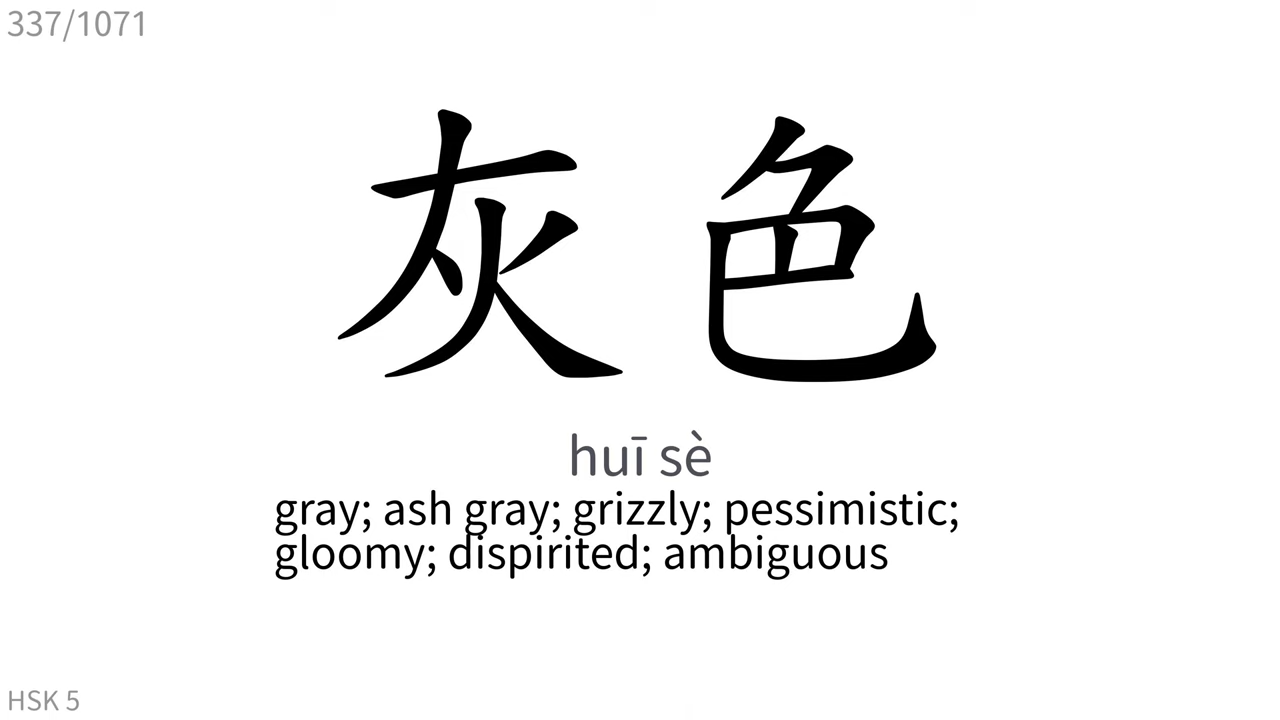 337/1071
灰色
huī sè
gray; ash gray; grizzly; pessimistic;
gloomy; dispirited; ambiguous
HSK 5